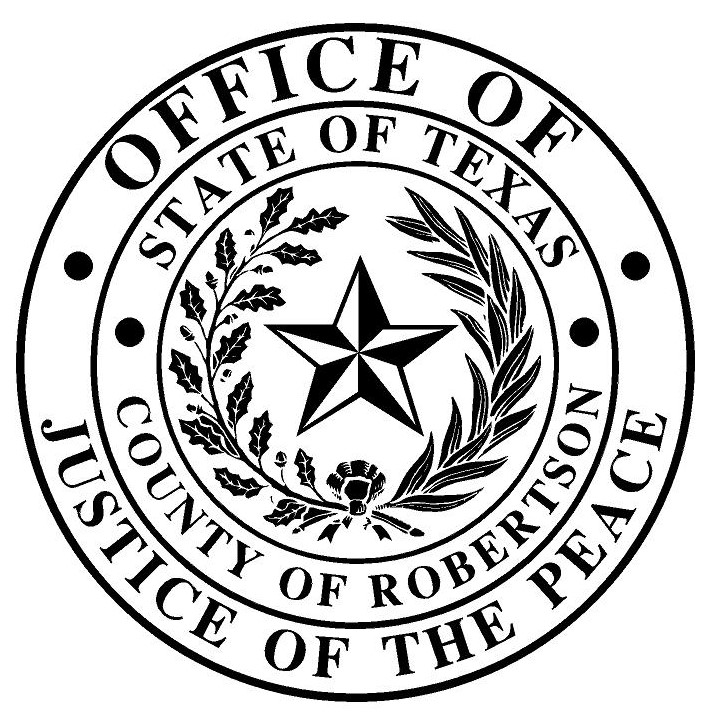 OFFICE OF
JUSTICE OF THE PEACE
STATE OF TEXAS
COUNTY OF ROBERTSON